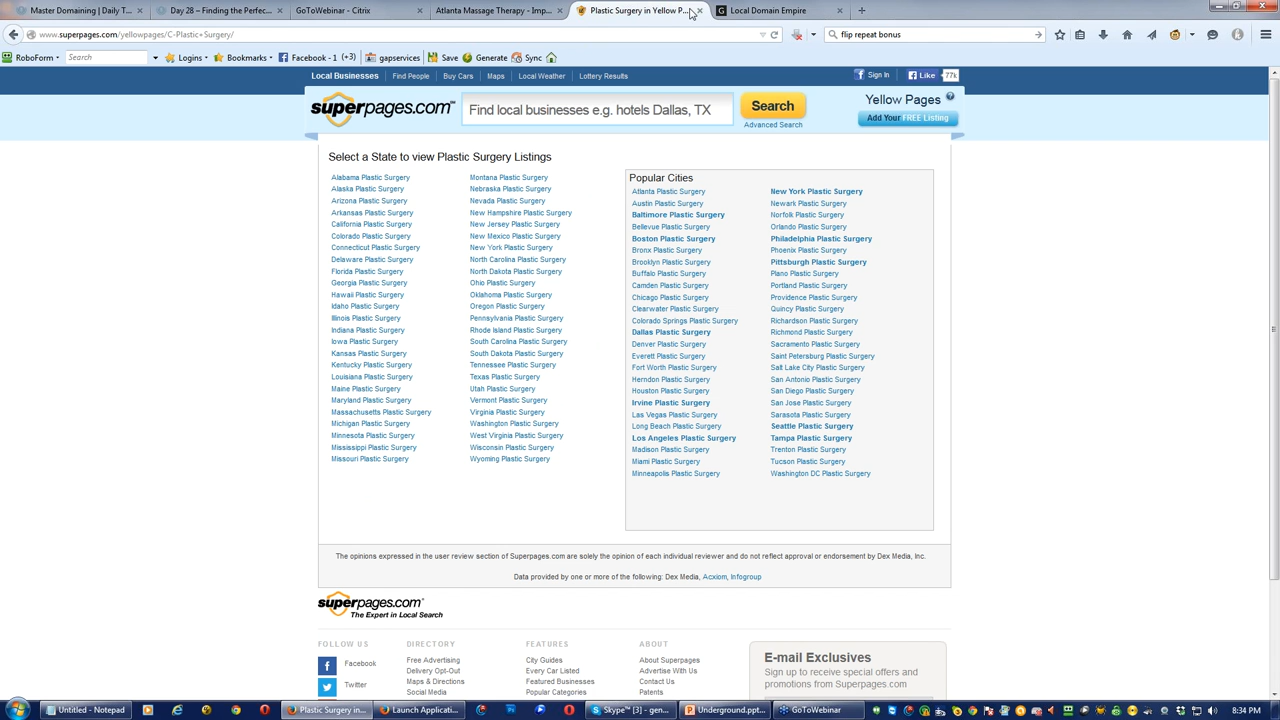 Master Domaining | Daily T...
Day 28 – Finding the Perfec...
GoToWebinar - Citrix
Atlanta Massage Therapy - Imp...
Plastic Surgery in Yellow P...
Local Domain Empire
www.superpages.com/yellowpages/C-Plastic+Surgery/
flip repeat bonus
RoboForm
Search
Logins
Bookmarks
Facebook - 1 (+3)
gapservices
Save
Generate
Sync
Local Businesses
Find People
Buy Cars
Maps
Local Weather
Lottery Results
Sign In
Like
77k
superpages.com
Find local businesses e.g. hotels Dallas, TX
Search
Advanced Search
Yellow Pages
Add Your FREE Listing
Select a State to view Plastic Surgery Listings
Alabama Plastic Surgery
Alaska Plastic Surgery
Arizona Plastic Surgery
Arkansas Plastic Surgery
California Plastic Surgery
Colorado Plastic Surgery
Connecticut Plastic Surgery
Delaware Plastic Surgery
Florida Plastic Surgery
Georgia Plastic Surgery
Hawaii Plastic Surgery
Idaho Plastic Surgery
Illinois Plastic Surgery
Indiana Plastic Surgery
Iowa Plastic Surgery
Kansas Plastic Surgery
Kentucky Plastic Surgery
Louisiana Plastic Surgery
Maine Plastic Surgery
Maryland Plastic Surgery
Massachusetts Plastic Surgery
Michigan Plastic Surgery
Minnesota Plastic Surgery
Mississippi Plastic Surgery
Missouri Plastic Surgery
Montana Plastic Surgery
Nebraska Plastic Surgery
Nevada Plastic Surgery
New Hampshire Plastic Surgery
New Jersey Plastic Surgery
New Mexico Plastic Surgery
New York Plastic Surgery
North Carolina Plastic Surgery
North Dakota Plastic Surgery
Ohio Plastic Surgery
Oklahoma Plastic Surgery
Oregon Plastic Surgery
Pennsylvania Plastic Surgery
Rhode Island Plastic Surgery
South Carolina Plastic Surgery
South Dakota Plastic Surgery
Tennessee Plastic Surgery
Texas Plastic Surgery
Utah Plastic Surgery
Vermont Plastic Surgery
Virginia Plastic Surgery
Washington Plastic Surgery
West Virginia Plastic Surgery
Wisconsin Plastic Surgery
Wyoming Plastic Surgery
Popular Cities
Atlanta Plastic Surgery
Austin Plastic Surgery
Baltimore Plastic Surgery
Bellevue Plastic Surgery
Boston Plastic Surgery
Bronx Plastic Surgery
Brooklyn Plastic Surgery
Buffalo Plastic Surgery
Camden Plastic Surgery
Chicago Plastic Surgery
Clearwater Plastic Surgery
Colorado Springs Plastic Surgery
Dallas Plastic Surgery
Denver Plastic Surgery
Everett Plastic Surgery
Fort Worth Plastic Surgery
Herndon Plastic Surgery
Houston Plastic Surgery
Irvine Plastic Surgery
Las Vegas Plastic Surgery
Long Beach Plastic Surgery
Los Angeles Plastic Surgery
Madison Plastic Surgery
Miami Plastic Surgery
Minneapolis Plastic Surgery
New York Plastic Surgery
Newark Plastic Surgery
Norfolk Plastic Surgery
Orlando Plastic Surgery
Philadelphia Plastic Surgery
Phoenix Plastic Surgery
Pittsburgh Plastic Surgery
Plano Plastic Surgery
Portland Plastic Surgery
Providence Plastic Surgery
Quincy Plastic Surgery
Richardson Plastic Surgery
Richmond Plastic Surgery
Sacramento Plastic Surgery
Saint Petersburg Plastic Surgery
Salt Lake City Plastic Surgery
San Antonio Plastic Surgery
San Diego Plastic Surgery
San Jose Plastic Surgery
Sarasota Plastic Surgery
Seattle Plastic Surgery
Tampa Plastic Surgery
Trenton Plastic Surgery
Tucson Plastic Surgery
Washington DC Plastic Surgery
The opinions expressed in the user review section of Superpages.com are solely the opinion of each individual reviewer and do not reflect approval or endorsement by Dex Media, Inc.
Data provided by one or more of the following: Dex Media, Acxiom, Infogroup
superpages.com
The Expert in Local Search
FOLLOW US
Facebook
Twitter
DIRECTORY
Free Advertising
Delivery Opt-Out
Maps & Directions
Social Media
FEATURES
City Guides
Every Car Listed
Featured Businesses
Popular Categories
ABOUT
About Superpages
Advertise With Us
Contact Us
Patents
E-mail Exclusives
Sign up to receive special offers and
promotions from Superpages.com
Untitled - Notepad
Plastic Surgery in...
Launch Applicati...
Skype™ [3] - gen...
Underground.ppt...
GoToWebinar
8:34 PM